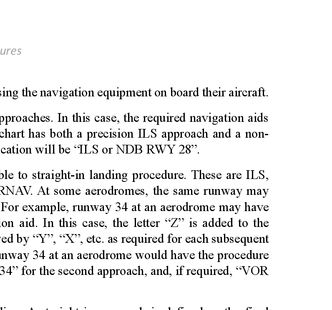 ures
sing the navigation equipment on board their aircraft.
pproaches. In this case, the required navigation aids
chart has both a precision ILS approach and a non-
cation will be “ILS or NDB RWY 28”.
ble to straight-in landing procedure. These are ILS,
RNAV. At some aerodromes, the same runway may
For example, runway 34 at an aerodrome may have
on aid. In this case, the letter “Z” is added to the
ed by “Y”, “X”, etc. as required for each subsequent
unway 34 at an aerodrome would have the procedure
34” for the second approach, and, if required, “VOR